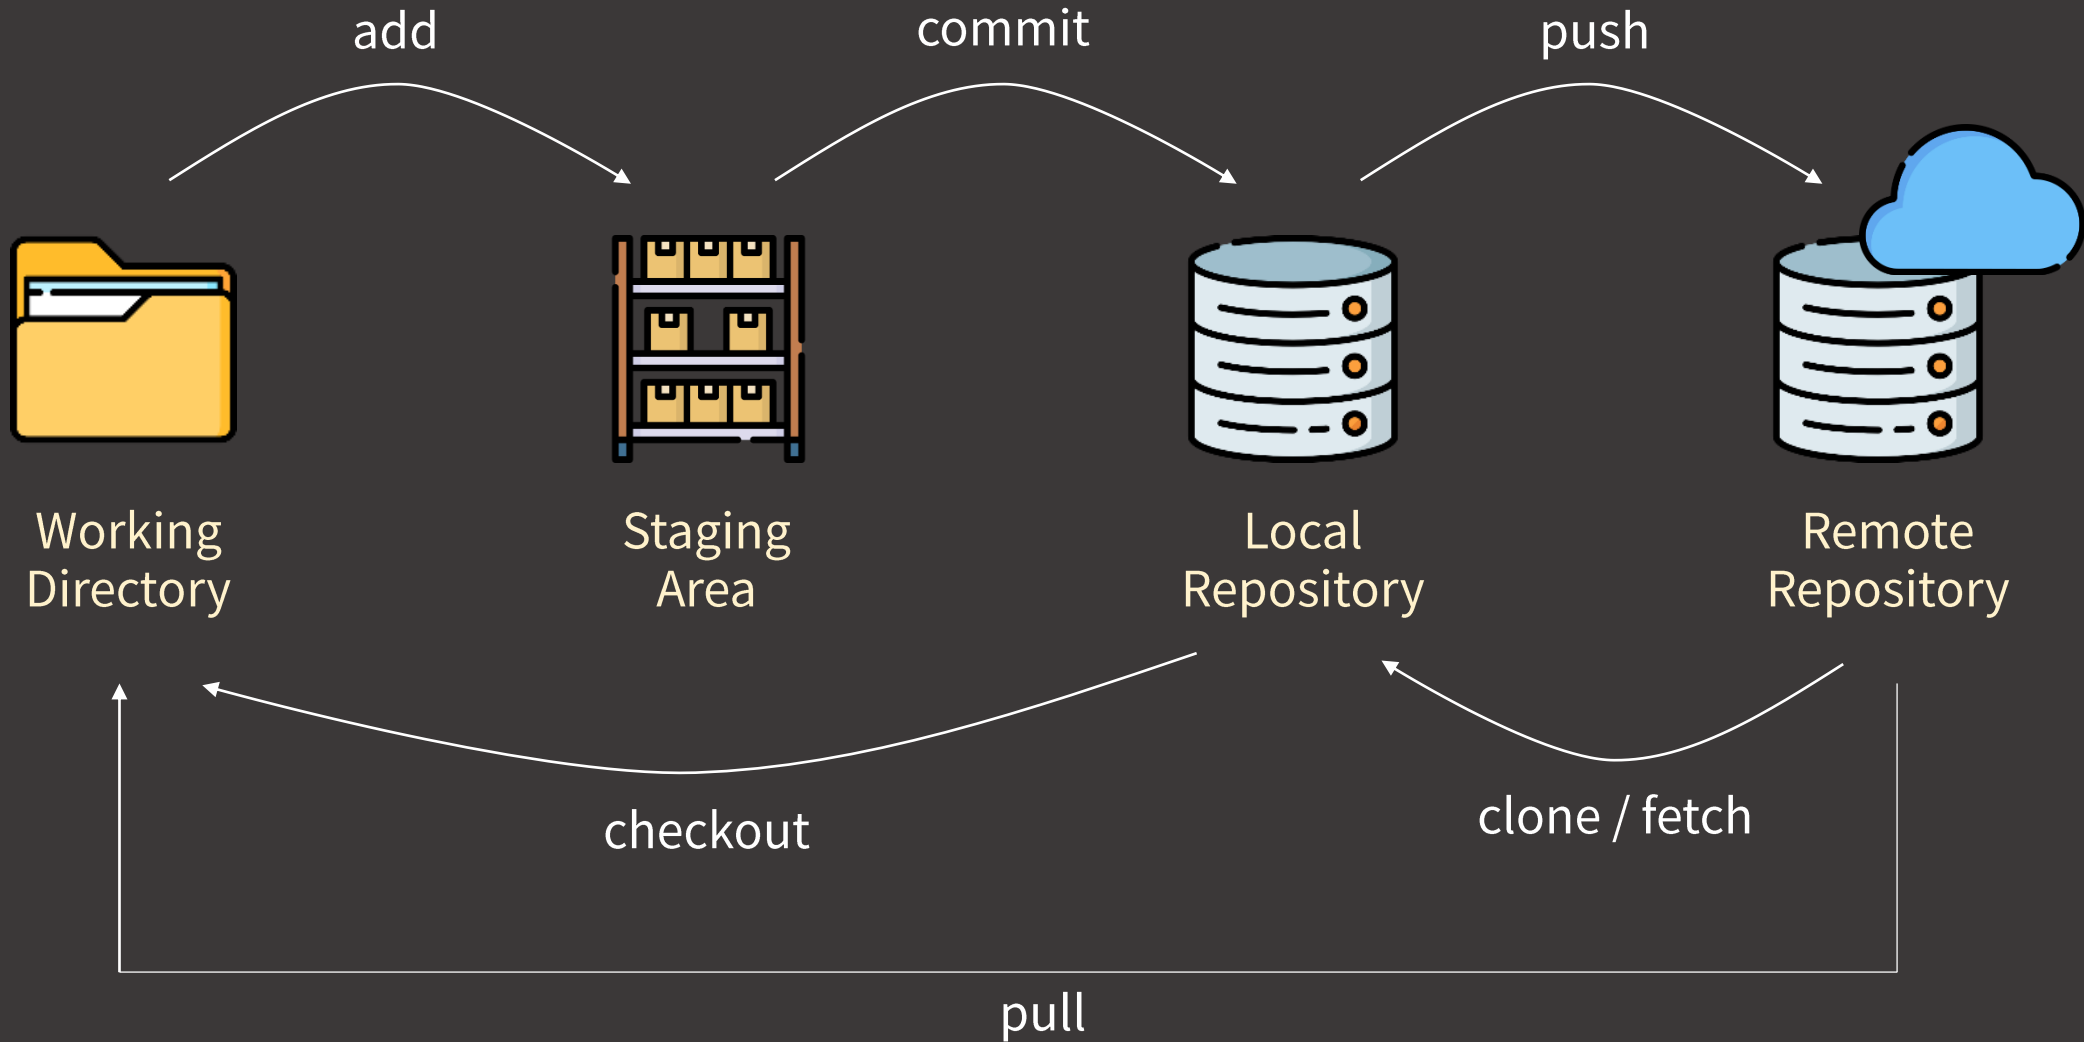 add
commit
push
Working
Directory
Staging
Area
Local
Repository
Remote
Repository
checkout
clone / fetch
pull